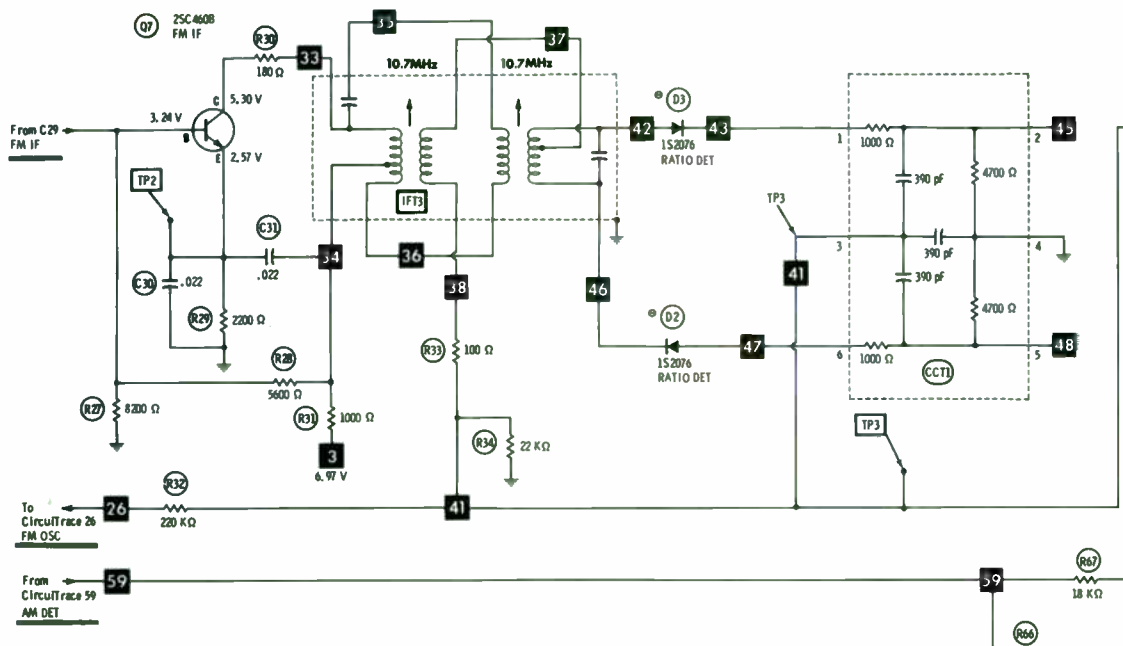 Q7
2SC460B
FM IF
R30
180 Ω
33
35
37
10.7MHz
10.7MHz
C
5.30 V
3.24 V
B
E
2.57 V
From C29
FM IF
42
D3
43
1S2076
RATIO DET
1
1000 Ω
2
45
390 pF
4700 Ω
TP2
IFT3
TP3
C31
.022
34
36
3
390 pF
4
C30
.022
38
46
41
390 pF
R29
2200 Ω
D2
4700 Ω
R33
100 Ω
47
6
1000 Ω
5
48
1S2076
RATIO DET
CCT1
R28
5600 Ω
R27
8200 Ω
R31
1000 Ω
R34
22 KΩ
TP3
3
6.97 V
To
CircuiTrace 26
FM OSC
26
R32
220 KΩ
41
From
CircuiTrace 59
AM DET
59
59
R67
18 KΩ
R66